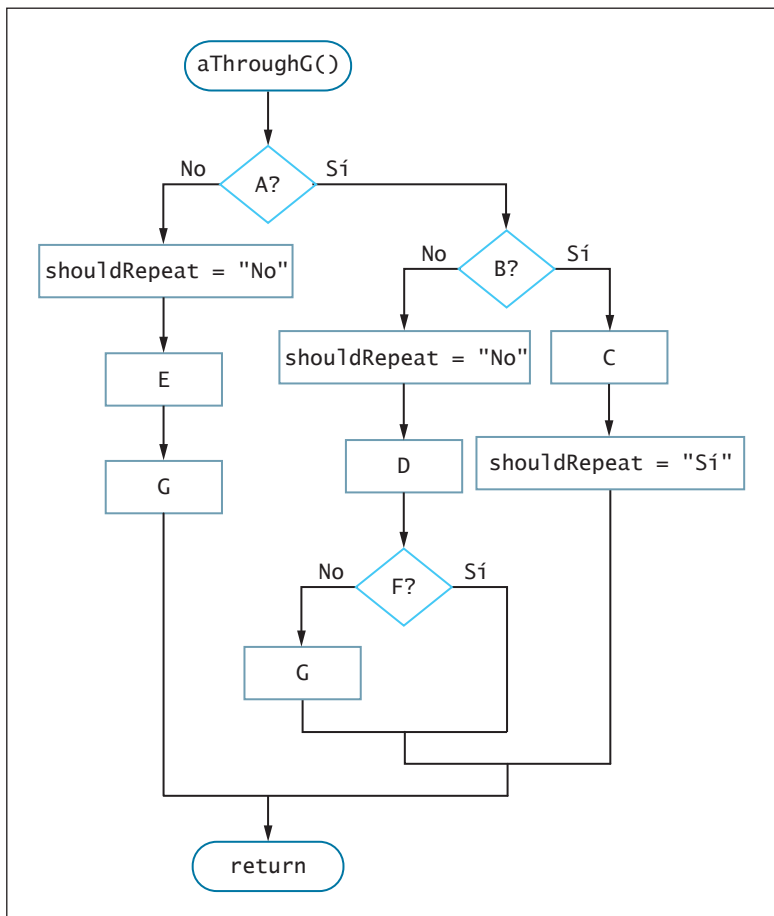 aThroughG()
No
Sí
A?
shouldRepeat = "No"
No
Sí
B?
E
shouldRepeat = "No"
C
G
D
shouldRepeat = "Sí"
No
Sí
F?
G
return